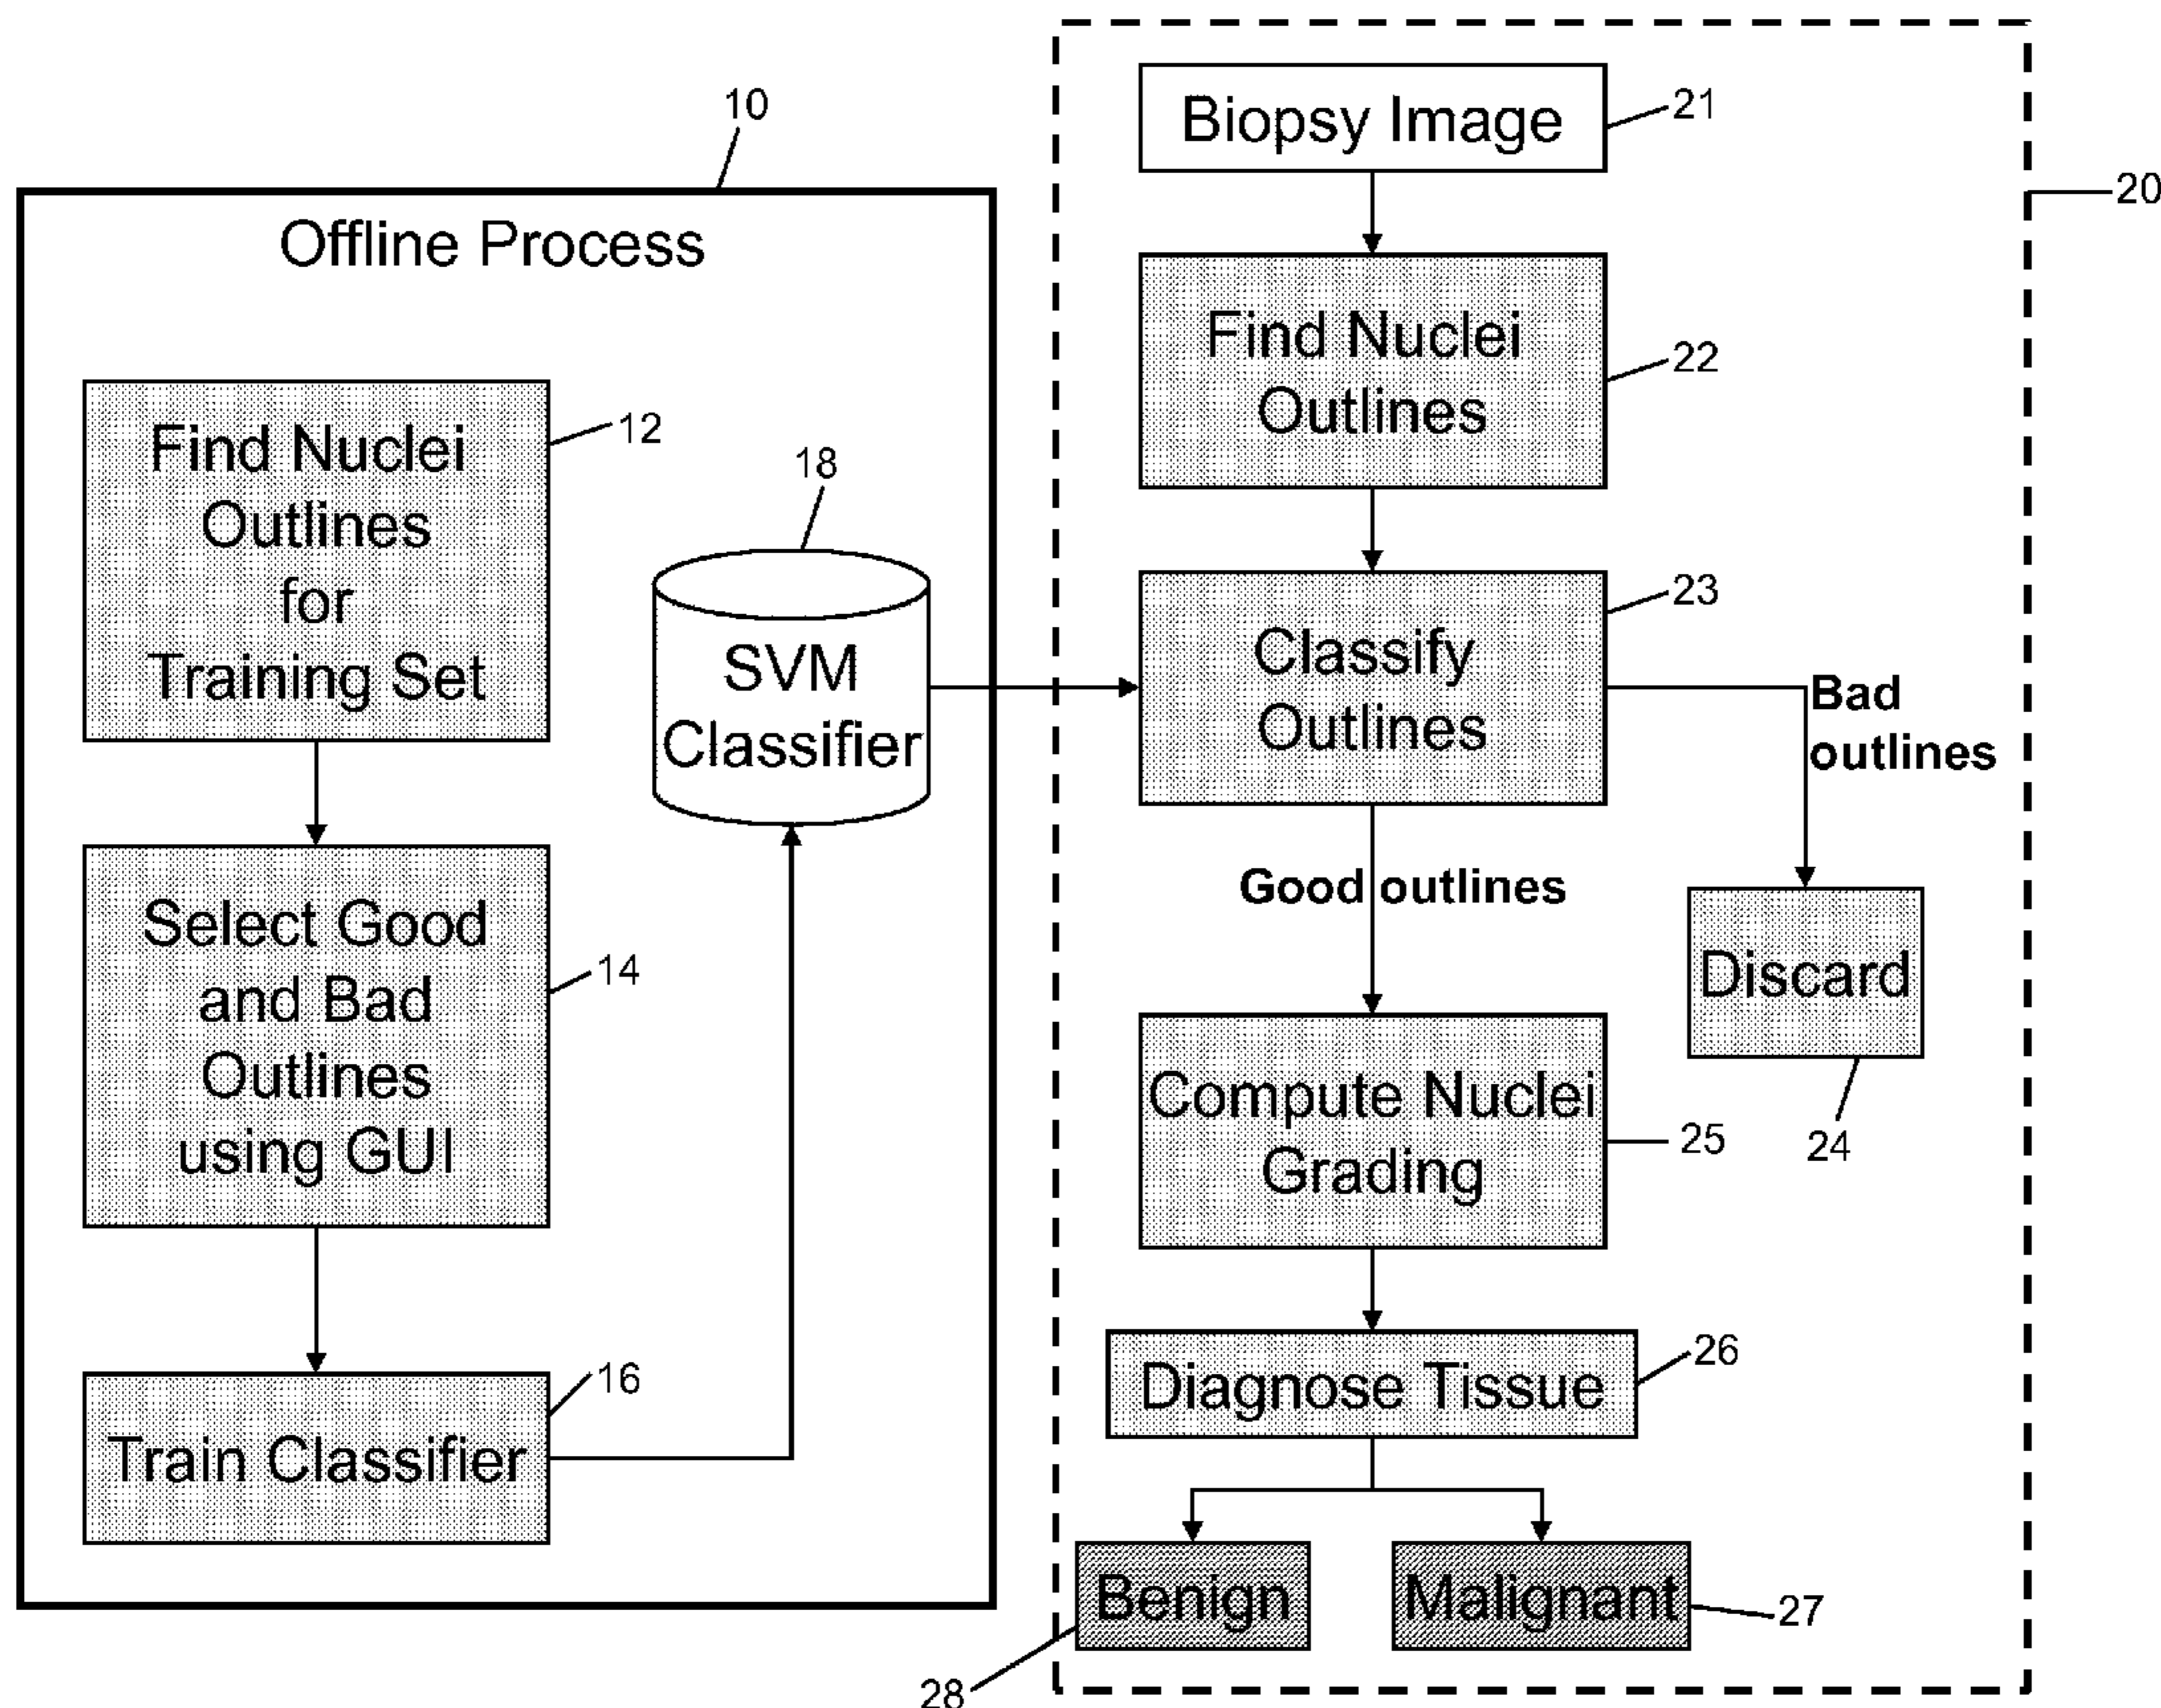 10
Offline Process
Find Nuclei
Outlines
for
Training Set
12
18
SVM
Classifier
Select Good
and Bad
Outlines
using GUI
14
Train Classifier
16
20
Biopsy Image
21
Find Nuclei
Outlines
22
Classify
Outlines
23
Bad
outlines
Good outlines
Discard
24
Compute Nuclei
Grading
25
Diagnose Tissue
26
Benign
28
Malignant
27